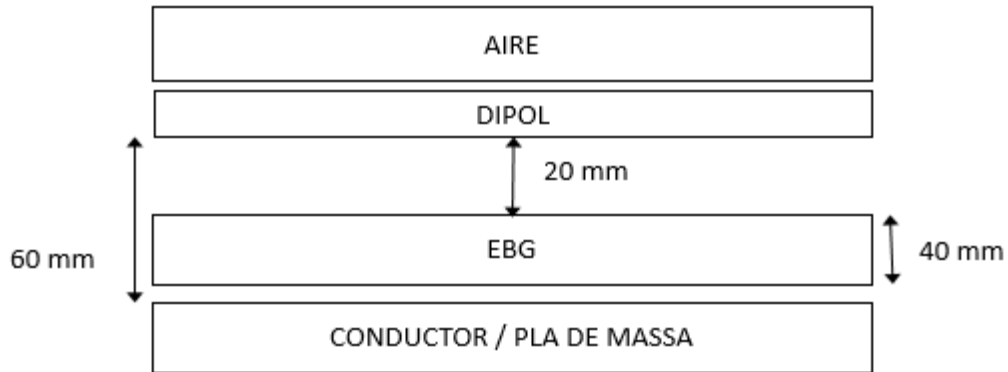 AIRE
DIPOL
20 mm
60 mm
EBG
40 mm
CONDUCTOR / PLA DE MASSA